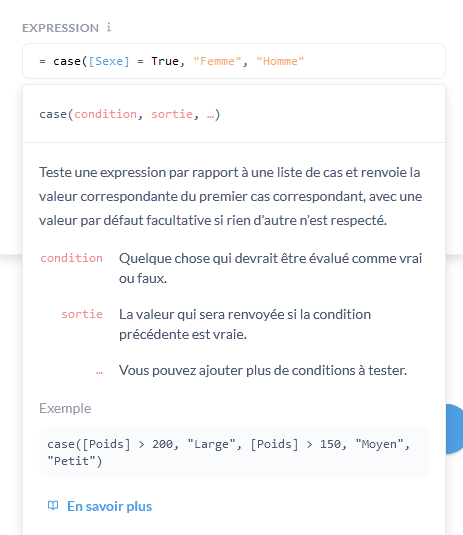 EXPRESSION
= case([Sexe] = True, "Femme", "Homme"
case(condition, sortie, …)
Teste une expression par rapport à une liste de cas et renvoie la
valeur correspondante du premier cas correspondant, avec une
valeur par défaut facultative si rien d'autre n'est respecté.
condition Quelque chose qui devrait être évalué comme vrai
ou faux.
sortie La valeur qui sera renvoyée si la condition
précédente est vraie.
… Vous pouvez ajouter plus de conditions à tester.
Exemple
case([Poids] > 200, "Large", [Poids] > 150, "Moyen",
"Petit")
En savoir plus